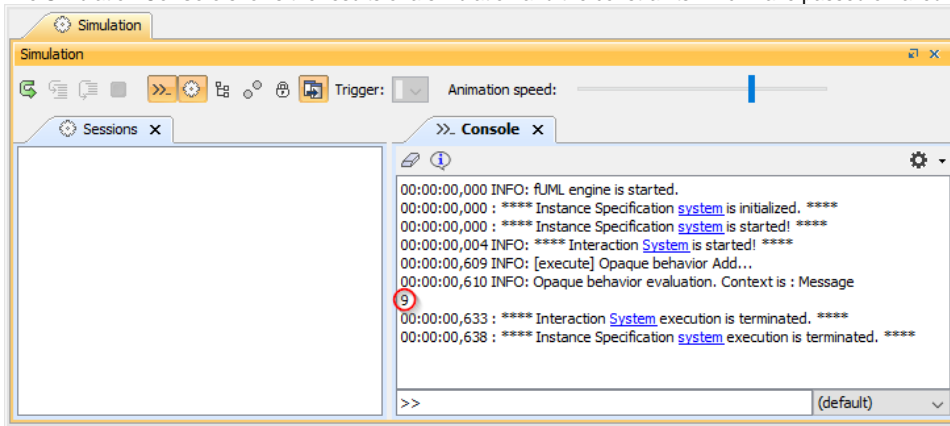 Simulation
Simulation
Trigger:
Animation speed:
Sessions
Console
00:00:00,000 INFO: fUML engine is started.
00:00:00,000 : **** Instance Specification system is initialized. ****
00:00:00,000 : **** Instance Specification system is started! ****
00:00:00,004 INFO: **** Interaction System is started! ****
00:00:00,609 INFO: [execute] Opaque behavior Add...
00:00:00,610 INFO: Opaque behavior evaluation. Context is : Message
9
00:00:00,633 : **** Interaction System execution is terminated. ****
00:00:00,638 : **** Instance Specification system execution is terminated. ****
>>
(default)